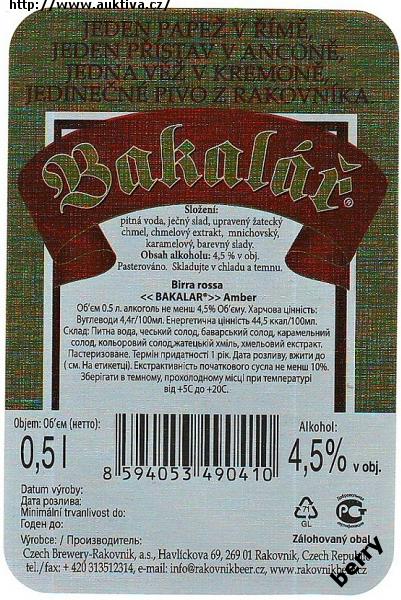 http://www.auktiva.cz/
JEDEN PAPEŽ V ŘÍMĚ,
JEDEN PŘÍSTAV V ANCONĚ,
JEDNA VĚŽ V KREMONĚ,
JEDINEČNÉ PIVO Z RAKOVNÍKA.
Bakalář®
Složení:
pitná voda, ječný slad, upravený žatecký
chmel, chmelový extrakt, mnichovský,
karamelový, barevný slady.
Obsah alkoholu: 4,5 % v obj.
Pasterováno. Skladujte v chladu a temnu.
Birra rossa
<< BAKALAR®>> Amber
Об'єм 0.5 л. алкоголь не менш 4,5% Об'єму. Харчова цінність:
Вуглеводи 4,4г/100мл. Енергетична цінність 44,5 ккал/100мл.
Склад: Питна вода, чеський солод, баварський солод, карамельний
солод, кольоровий солод,жатецькій хміль, хмельовий екстракт.
Пастеризоване. Термін придатності 1 рік. Дата розливу, вжити до
( см. На етикетці). Екстрактивність початкового сусла не менш 10%.
Зберігати в темному, прохолодному місці при температурі
від +5С до +20С.
Objem: Об'єм (нетто):
0,5 l
8 594053 490410
Alkohol:
4,5% v obj.
Datum výroby:
Дата розлива:
Minimální trvanlivost do:
Годен до:
71
GL
Zálohovaný obal
Výrobce: / Производитель:
Czech Brewery-Rakovnik, a.s., Havlíckova 69, 269 01 Rakovník, Czech Repu
tel./fax: + 420 313512314, e-mail: info@rakovnikbeer.cz, www.rakovnikbeer.cz
berry